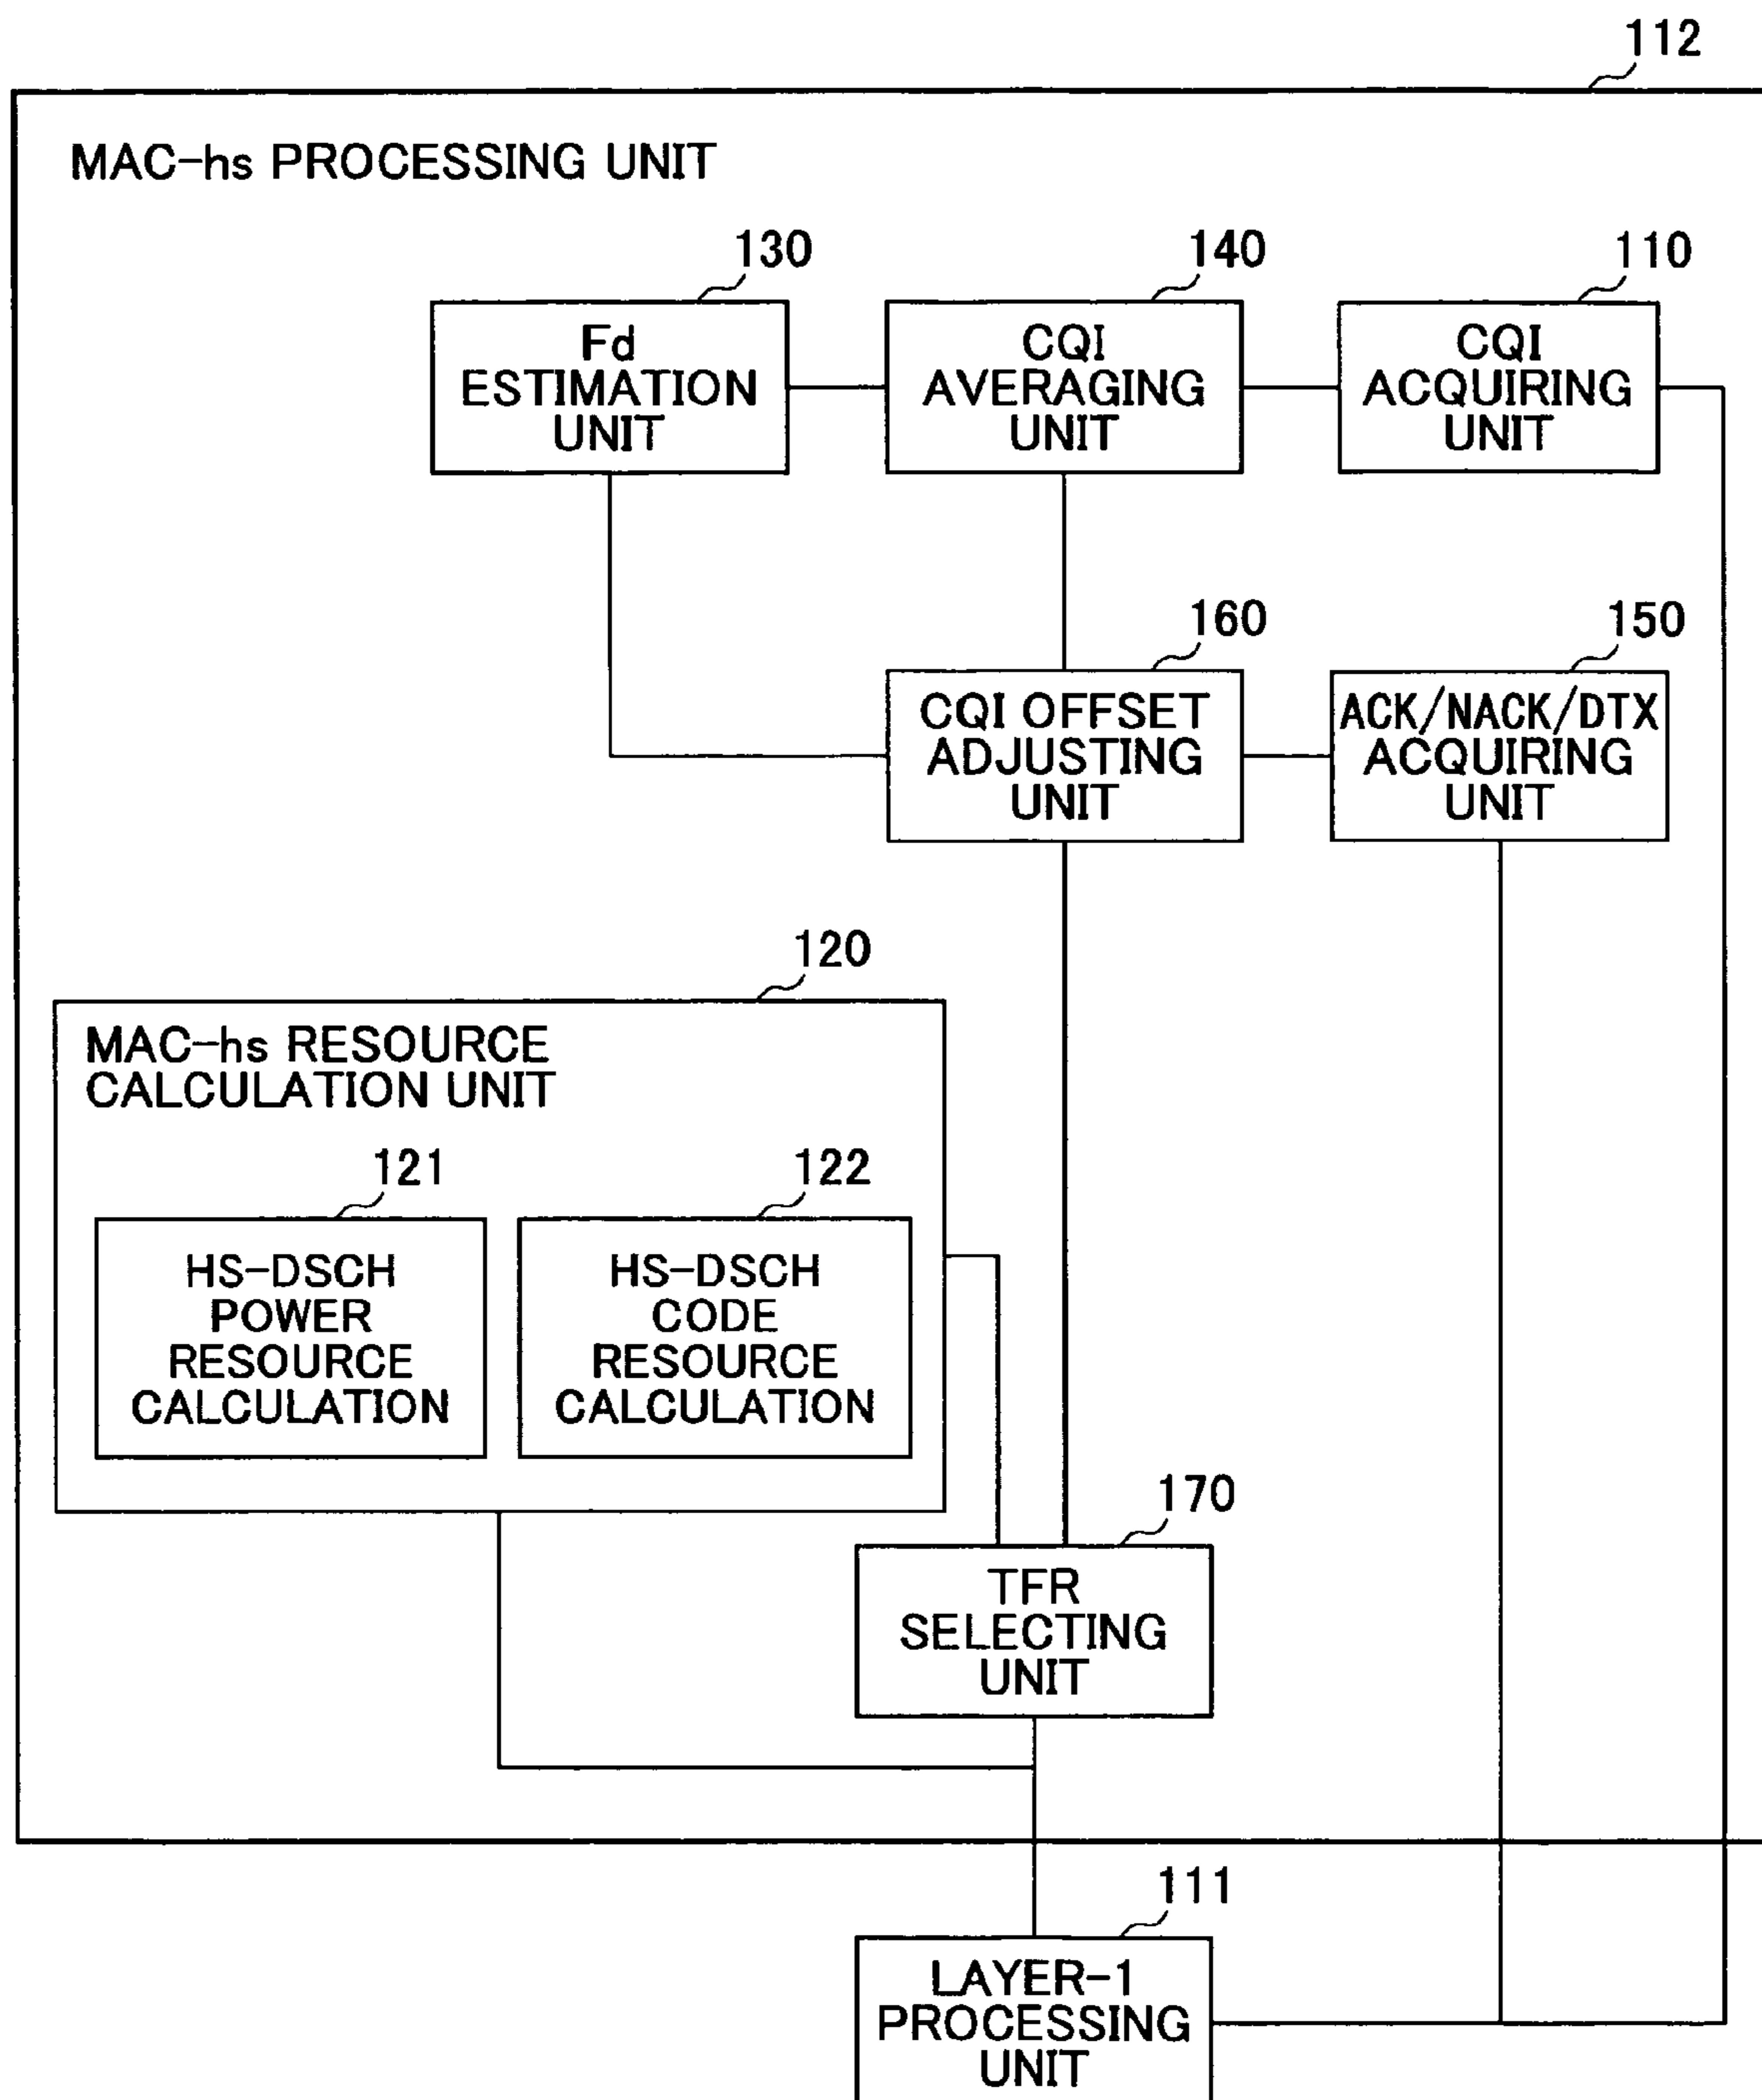 112
MAC-hs PROCESSING UNIT
130
140
110
Fd
ESTIMATION
UNIT
CQI
AVERAGING
UNIT
CQI
ACQUIRING
UNIT
160
150
CQI OFFSET
ADJUSTING
UNIT
ACK/NACK/DTX
ACQUIRING
UNIT
120
MAC-hs RESOURCE
CALCULATION UNIT
121
122
HS-DSCH
POWER
RESOURCE
CALCULATION
HS-DSCH
CODE
RESOURCE
CALCULATION
170
TFR
SELECTING
UNIT
111
LAYER-1
PROCESSING
UNIT